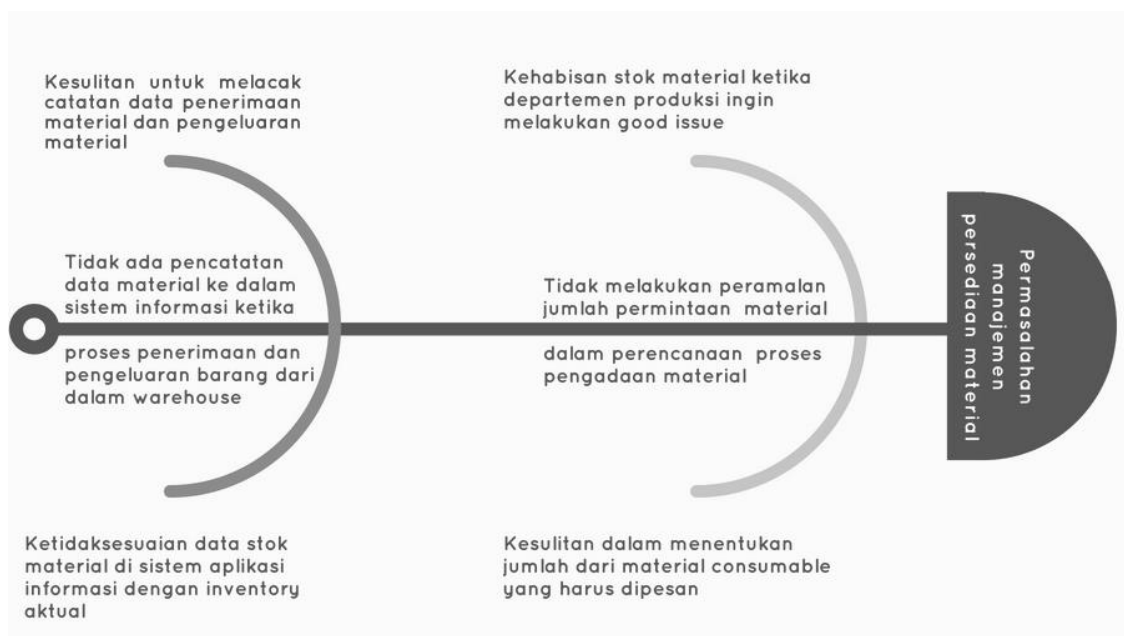 Kesulitan untuk melacak
catatan data penerimaan
material dan pengeluaran
material
Tidak ada pencatatan
data material ke dalam
sistem informasi ketika
proses penerimaan dan
pengeluaran barang dari
dalam warehouse
Ketidaksesuaian data stok
material di sistem aplikasi
informasi dengan inventory
aktual
Kehabisan stok material ketika
departemen produksi ingin
melakukan good issue
Tidak melakukan peramalan
jumlah permintaan material
dalam perencanaan proses
pengadaan material
Kesulitan dalam menentukan
jumlah dari material consumable
yang harus dipesan
Permasalahan
manajemen
persediaan material